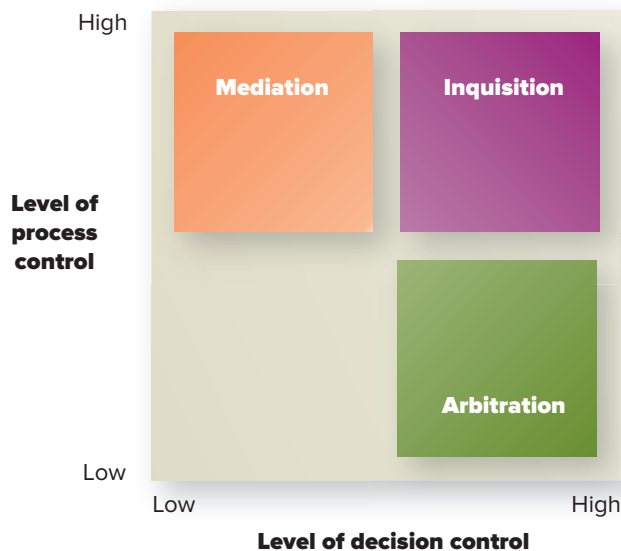 High
Mediation
Inquisition
Level of
process
control
Arbitration
Low
Low
High
Level of decision control